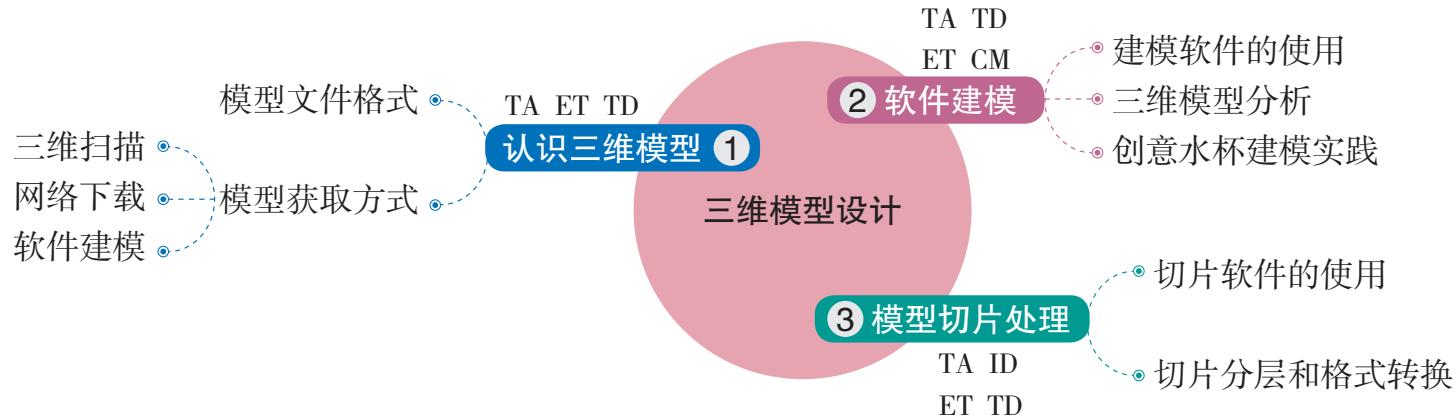 三维模型设计
TA ET TD
认识三维模型 1
模型文件格式
模型获取方式
三维扫描
网络下载
软件建模
TA TD
ET CM
2 软件建模
建模软件的使用
三维模型分析
创意水杯建模实践
3 模型切片处理
TA ID
ET TD
切片软件的使用
切片分层和格式转换